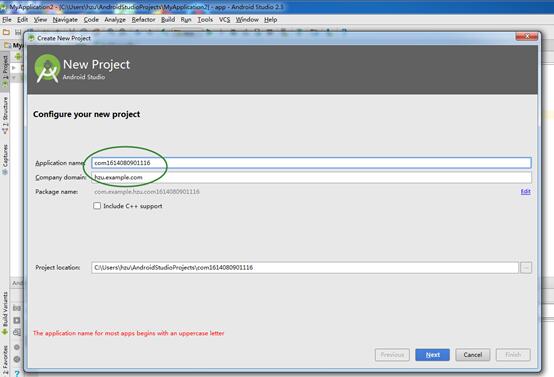 MyApplication2 - [C:\Users\hzu\AndroidStudioProjects\MyApplication2] - app - Android Studio 2.3
File Edit View Navigate Code Analyze Refactor Build Run Tools VCS Window Help
Create New Project
New Project
Android Studio
Configure your new project
Application name: com1614080901116
Company domain: hzu.example.com
Package name: com.example.hzu.com1614080901116 Edit
Include C++ support
Project location: C:\Users\hzu\AndroidStudioProjects\com1614080901116 ...
The application name for most apps begins with an uppercase letter
Previous Next Cancel Finish
1: Project
7: Structure
Captures
Build Variants
2: Favorites